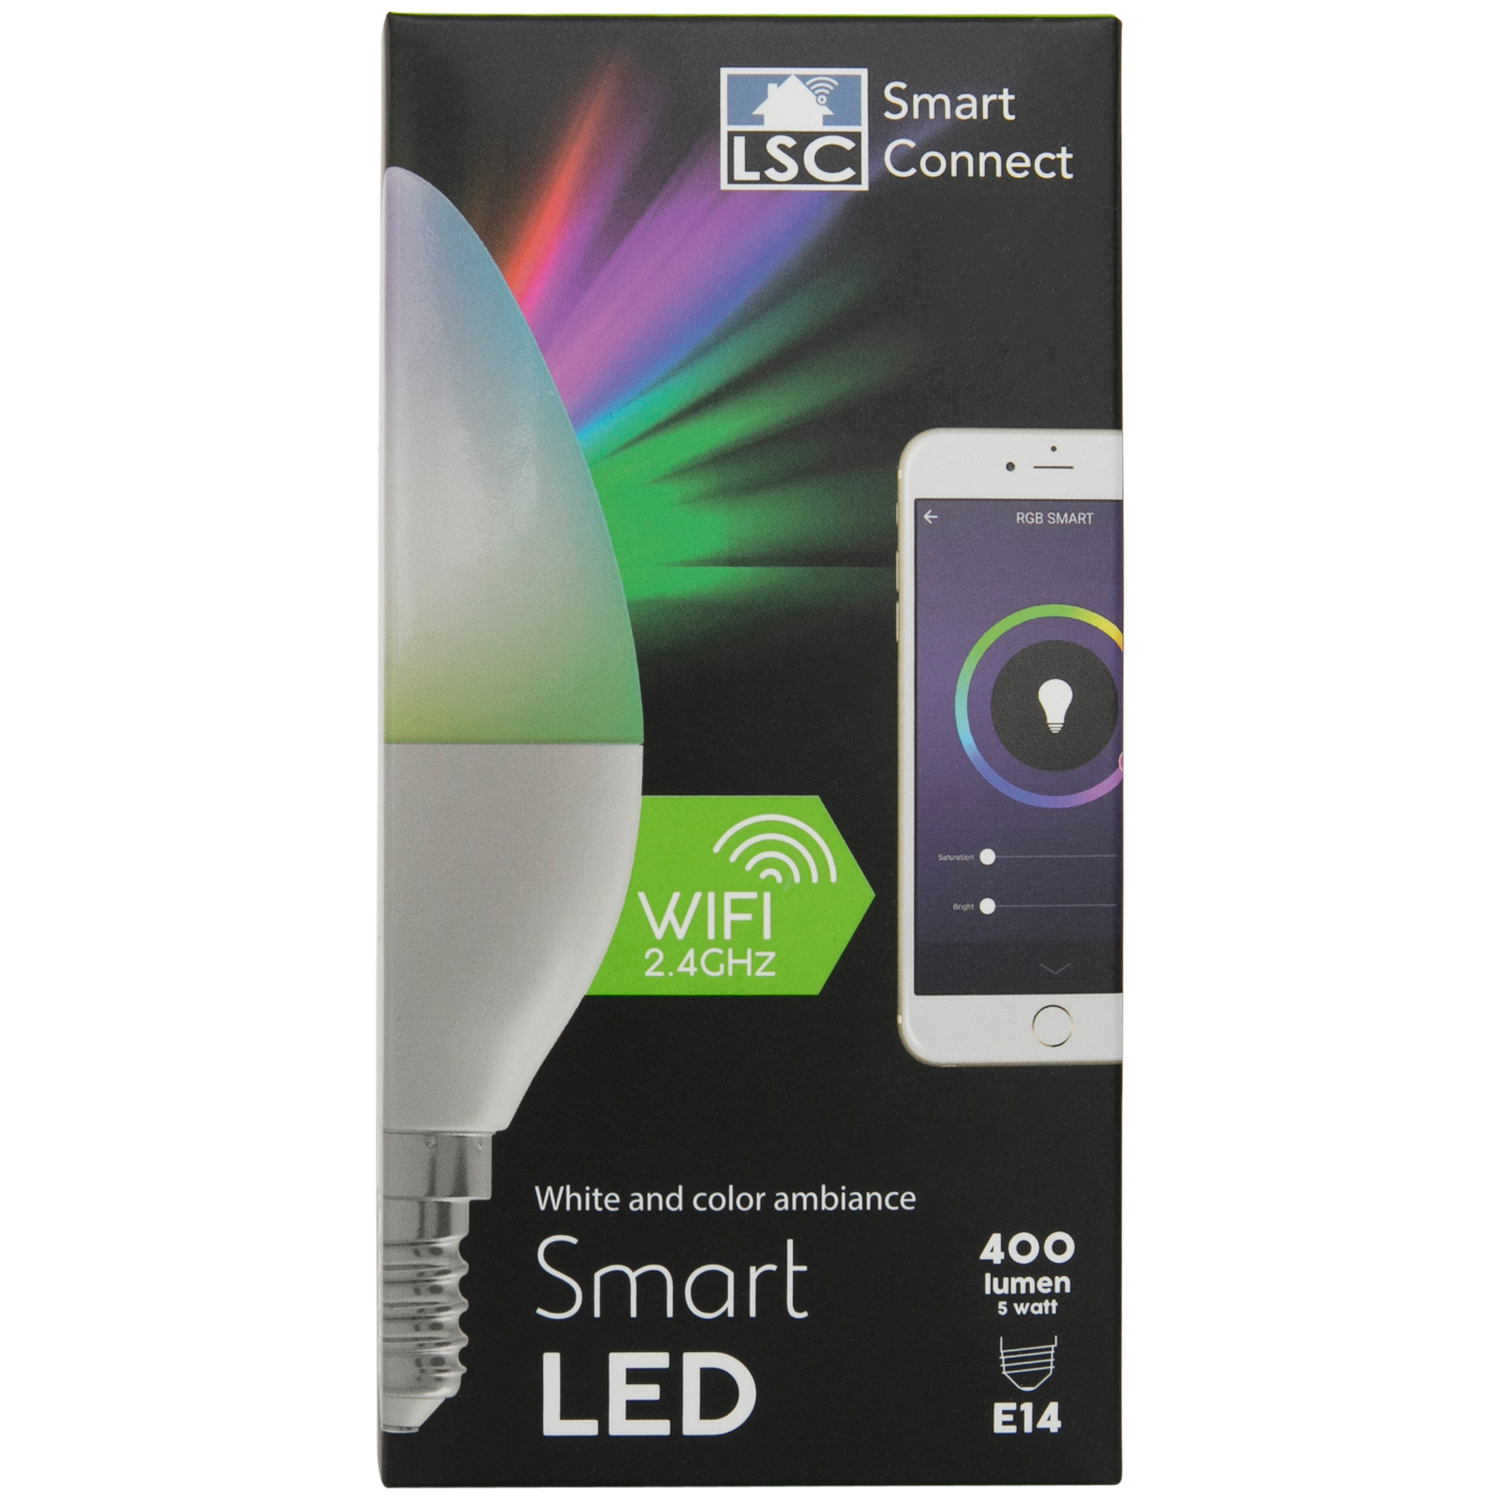 LSC
Smart
Connect
RGB SMART
Saturation
Bright
WIFI
2.4GHz
White and color ambiance
Smart
LED
400
lumen
5 watt
E14